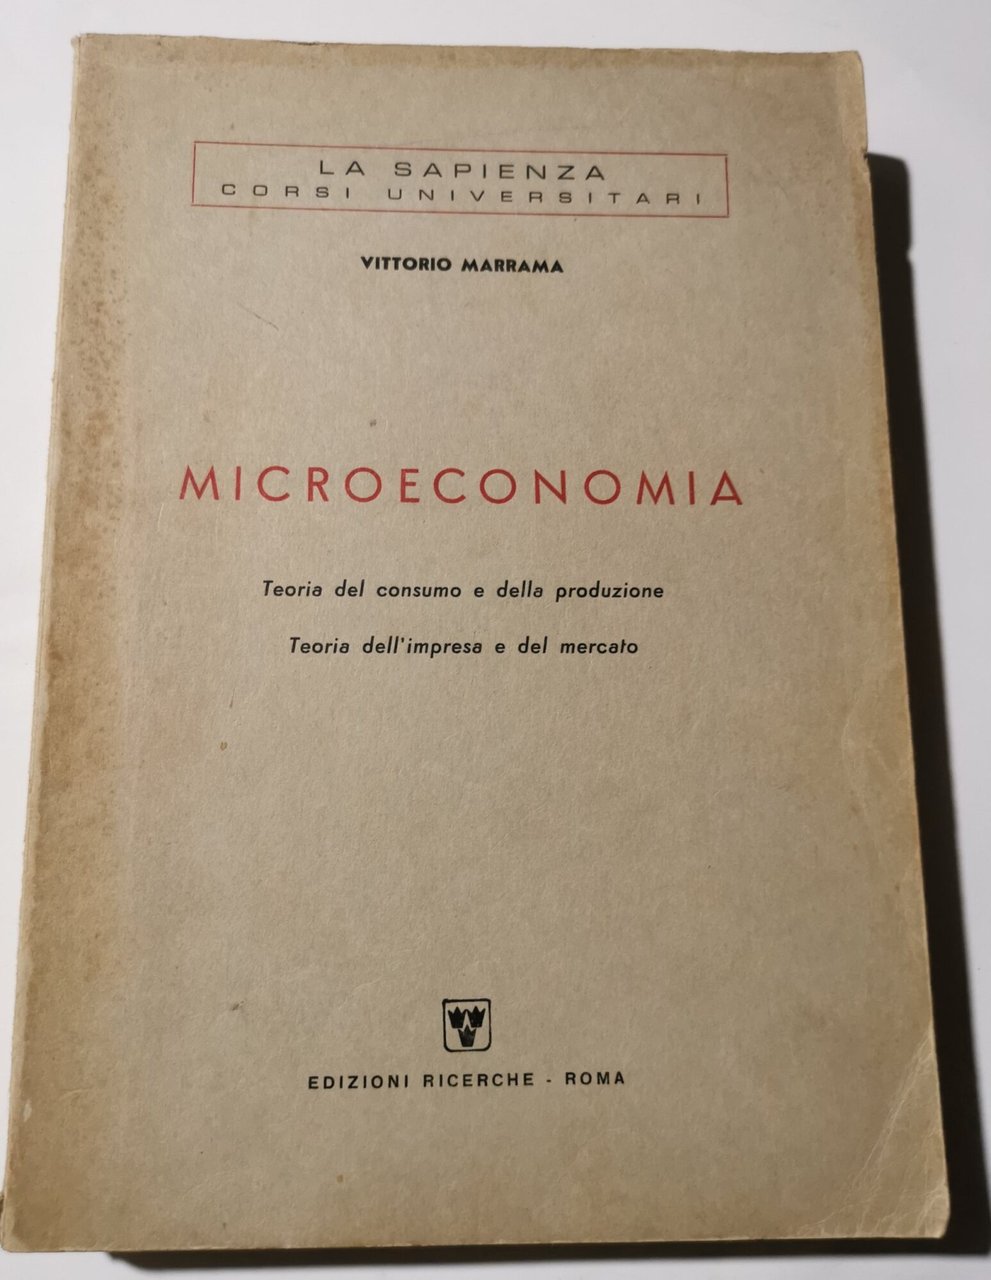 LA SAPIENZA
CORSI UNIVERSITARI
VITTORIO MARRAMA
MICROECONOMIA
Teoria del consumo e della produzione
Teoria dell'impresa e del mercato
EDIZIONI RICERCHE - ROMA